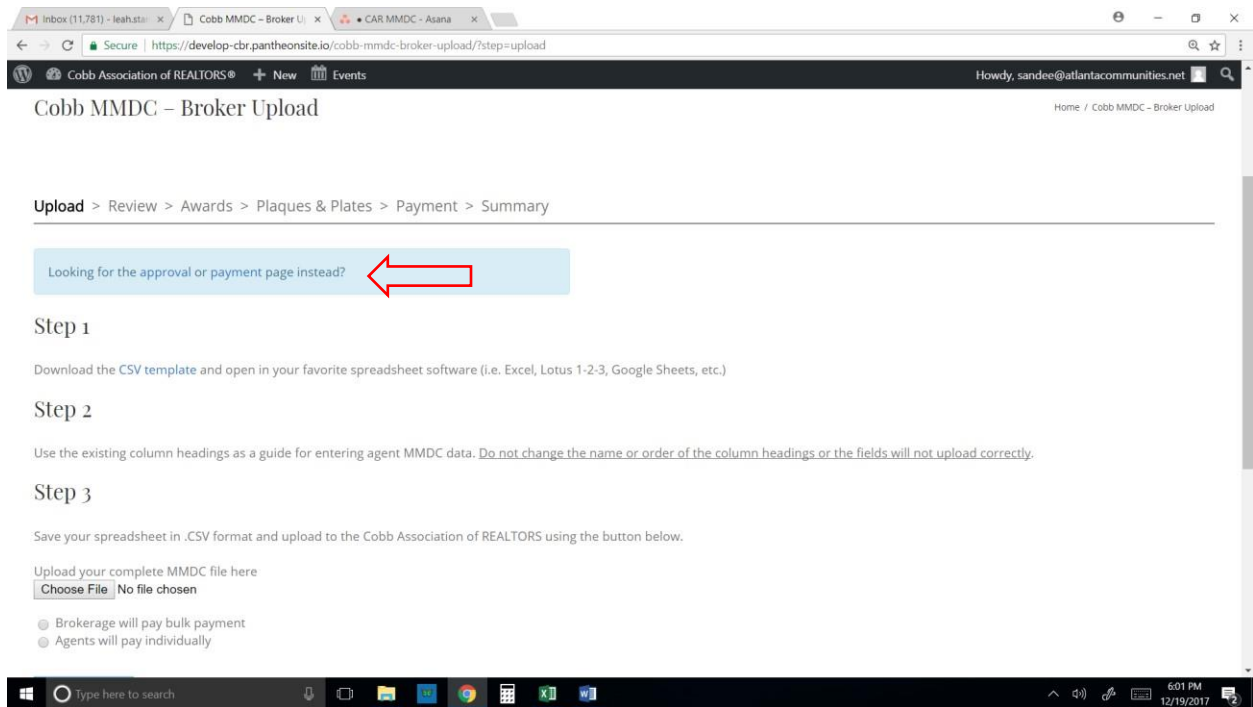 Inbox (11,781) - leah.sta
Cobb MMDC – Broker U
CAR MMDC - Asana
Secure | https://develop-cbr.pantheonsite.io/cobb-mmdc-broker-upload/?step=upload
Cobb Association of REALTORS® + New Events Howdy, sandee@atlantacommunities.net
Cobb MMDC – Broker Upload
Home / Cobb MMDC – Broker Upload
Upload > Review > Awards > Plaques & Plates > Payment > Summary
Looking for the approval or payment page instead?
Step 1
Download the CSV template and open in your favorite spreadsheet software (i.e. Excel, Lotus 1-2-3, Google Sheets, etc.)
Step 2
Use the existing column headings as a guide for entering agent MMDC data. Do not change the name or order of the column headings or the fields will not upload correctly.
Step 3
Save your spreadsheet in .CSV format and upload to the Cobb Association of REALTORS using the button below.
Upload your complete MMDC file here
Choose File No file chosen
Brokerage will pay bulk payment
Agents will pay individually
Type here to search
6:01 PM
12/19/2017